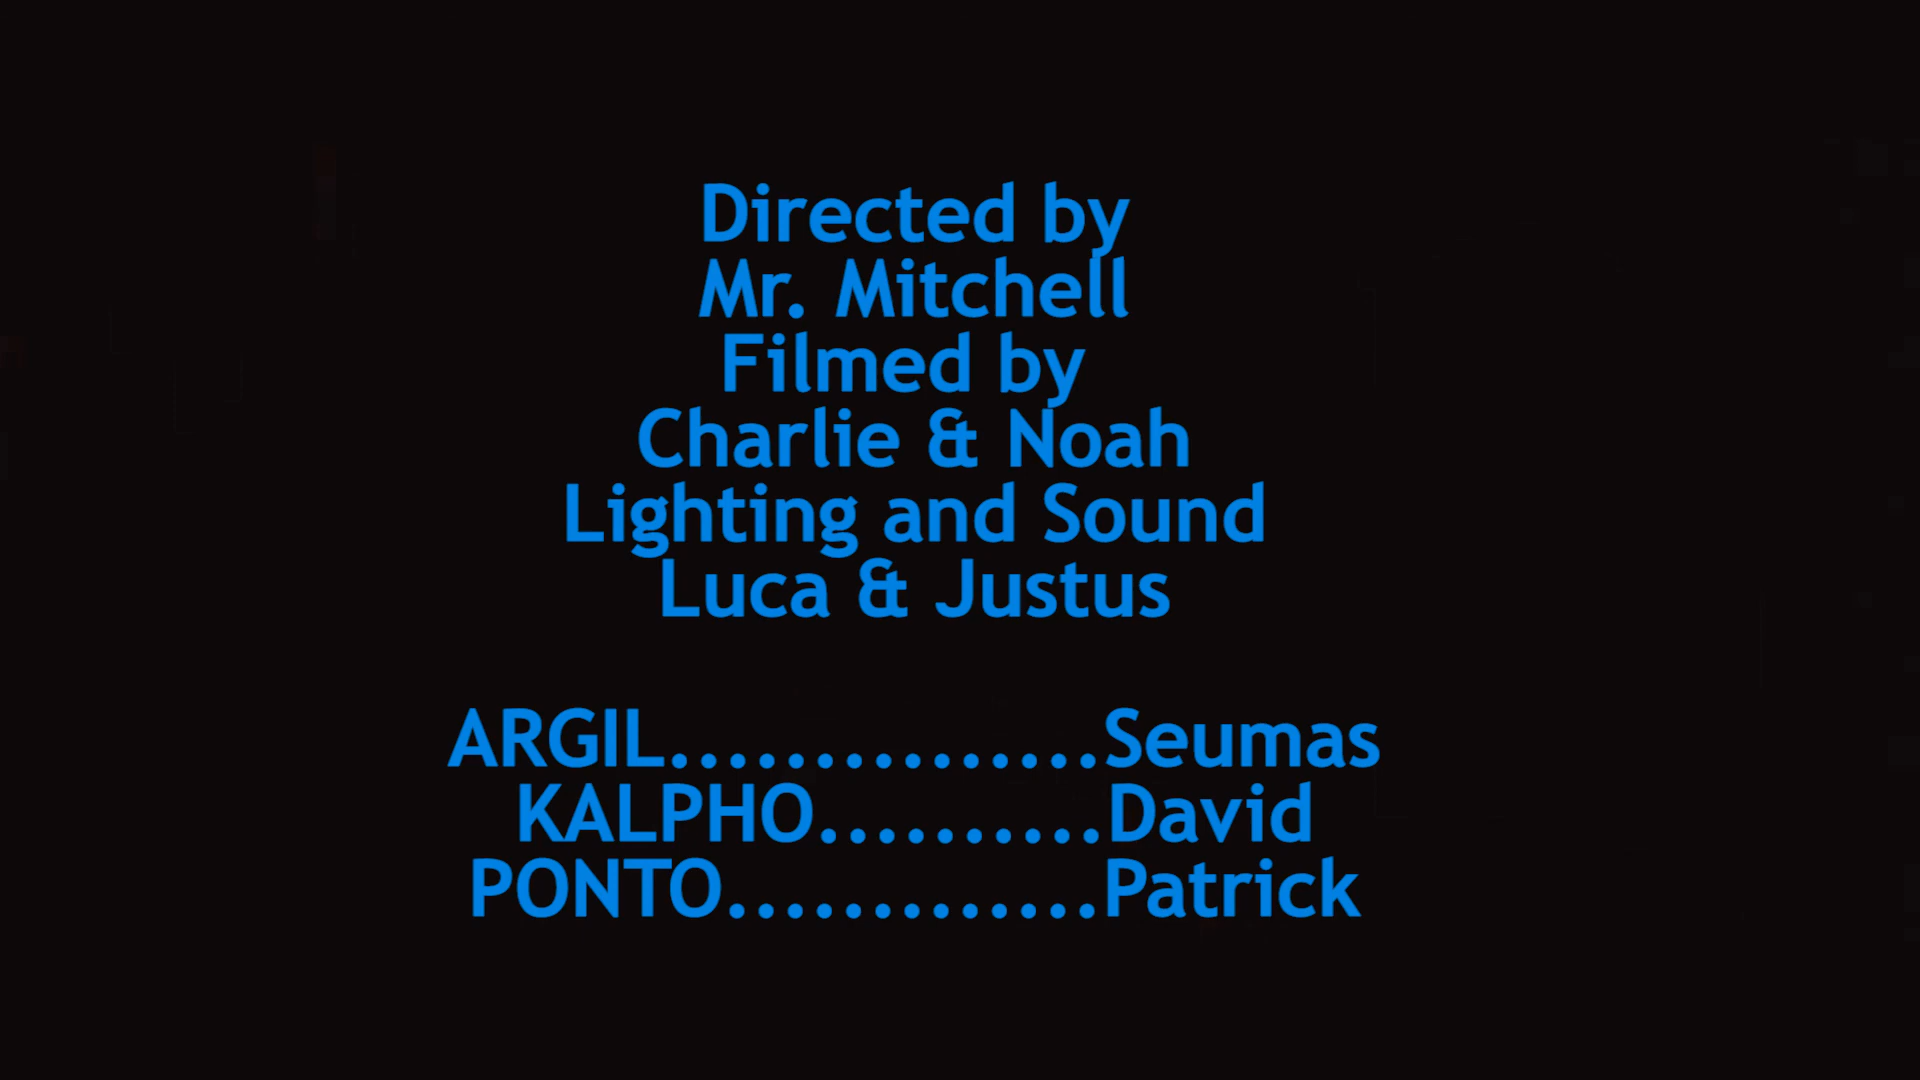 Directed by
Mr. Mitchell
Filmed by
Charlie & Noah
Lighting and Sound
Luca & Justus
ARGIL...............Seumas
KALPHO..........David
PONTO.............Patrick